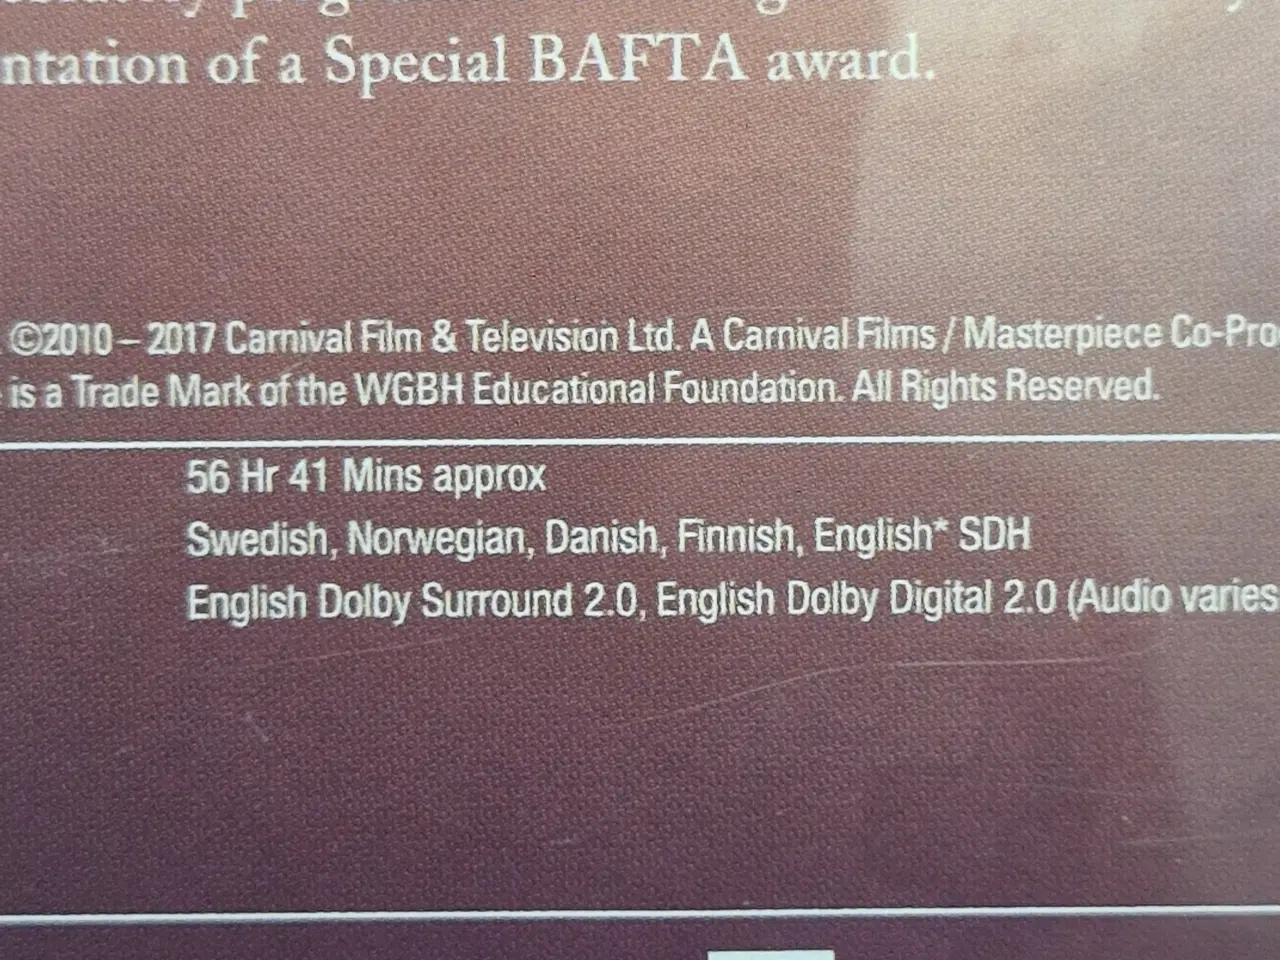 ntation of a Special BAFTA award.
©2010 – 2017 Carnival Film & Television Ltd. A Carnival Films / Masterpiece Co-Pro
is a Trade Mark of the WGBH Educational Foundation. All Rights Reserved.
56 Hr 41 Mins approx
Swedish, Norwegian, Danish, Finnish, English* SDH
English Dolby Surround 2.0, English Dolby Digital 2.0 (Audio varies